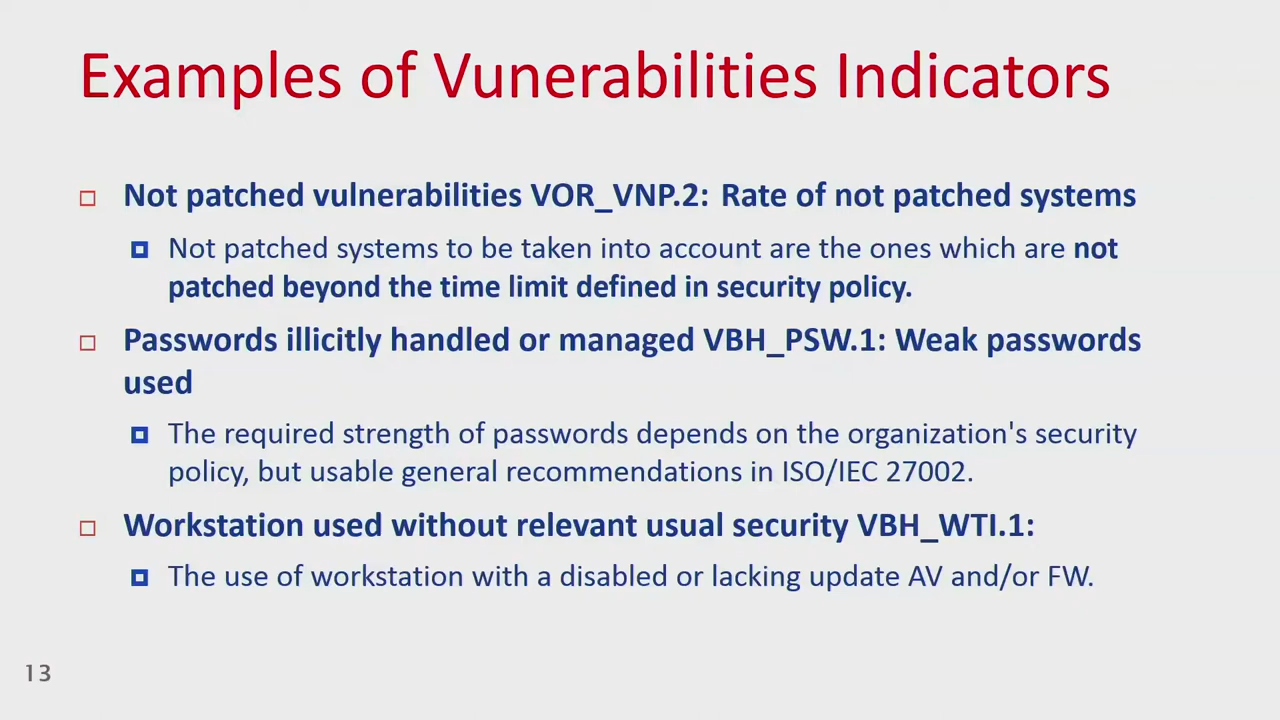 Examples of Vunerabilities Indicators
Not patched vulnerabilities VOR_VNP.2: Rate of not patched systems
Not patched systems to be taken into account are the ones which are not
patched beyond the time limit defined in security policy.
Passwords illicitly handled or managed VBH_PSW.1: Weak passwords
used
The required strength of passwords depends on the organization's security
policy, but usable general recommendations in ISO/IEC 27002.
Workstation used without relevant usual security VBH_WTI.1:
The use of workstation with a disabled or lacking update AV and/or FW.
13